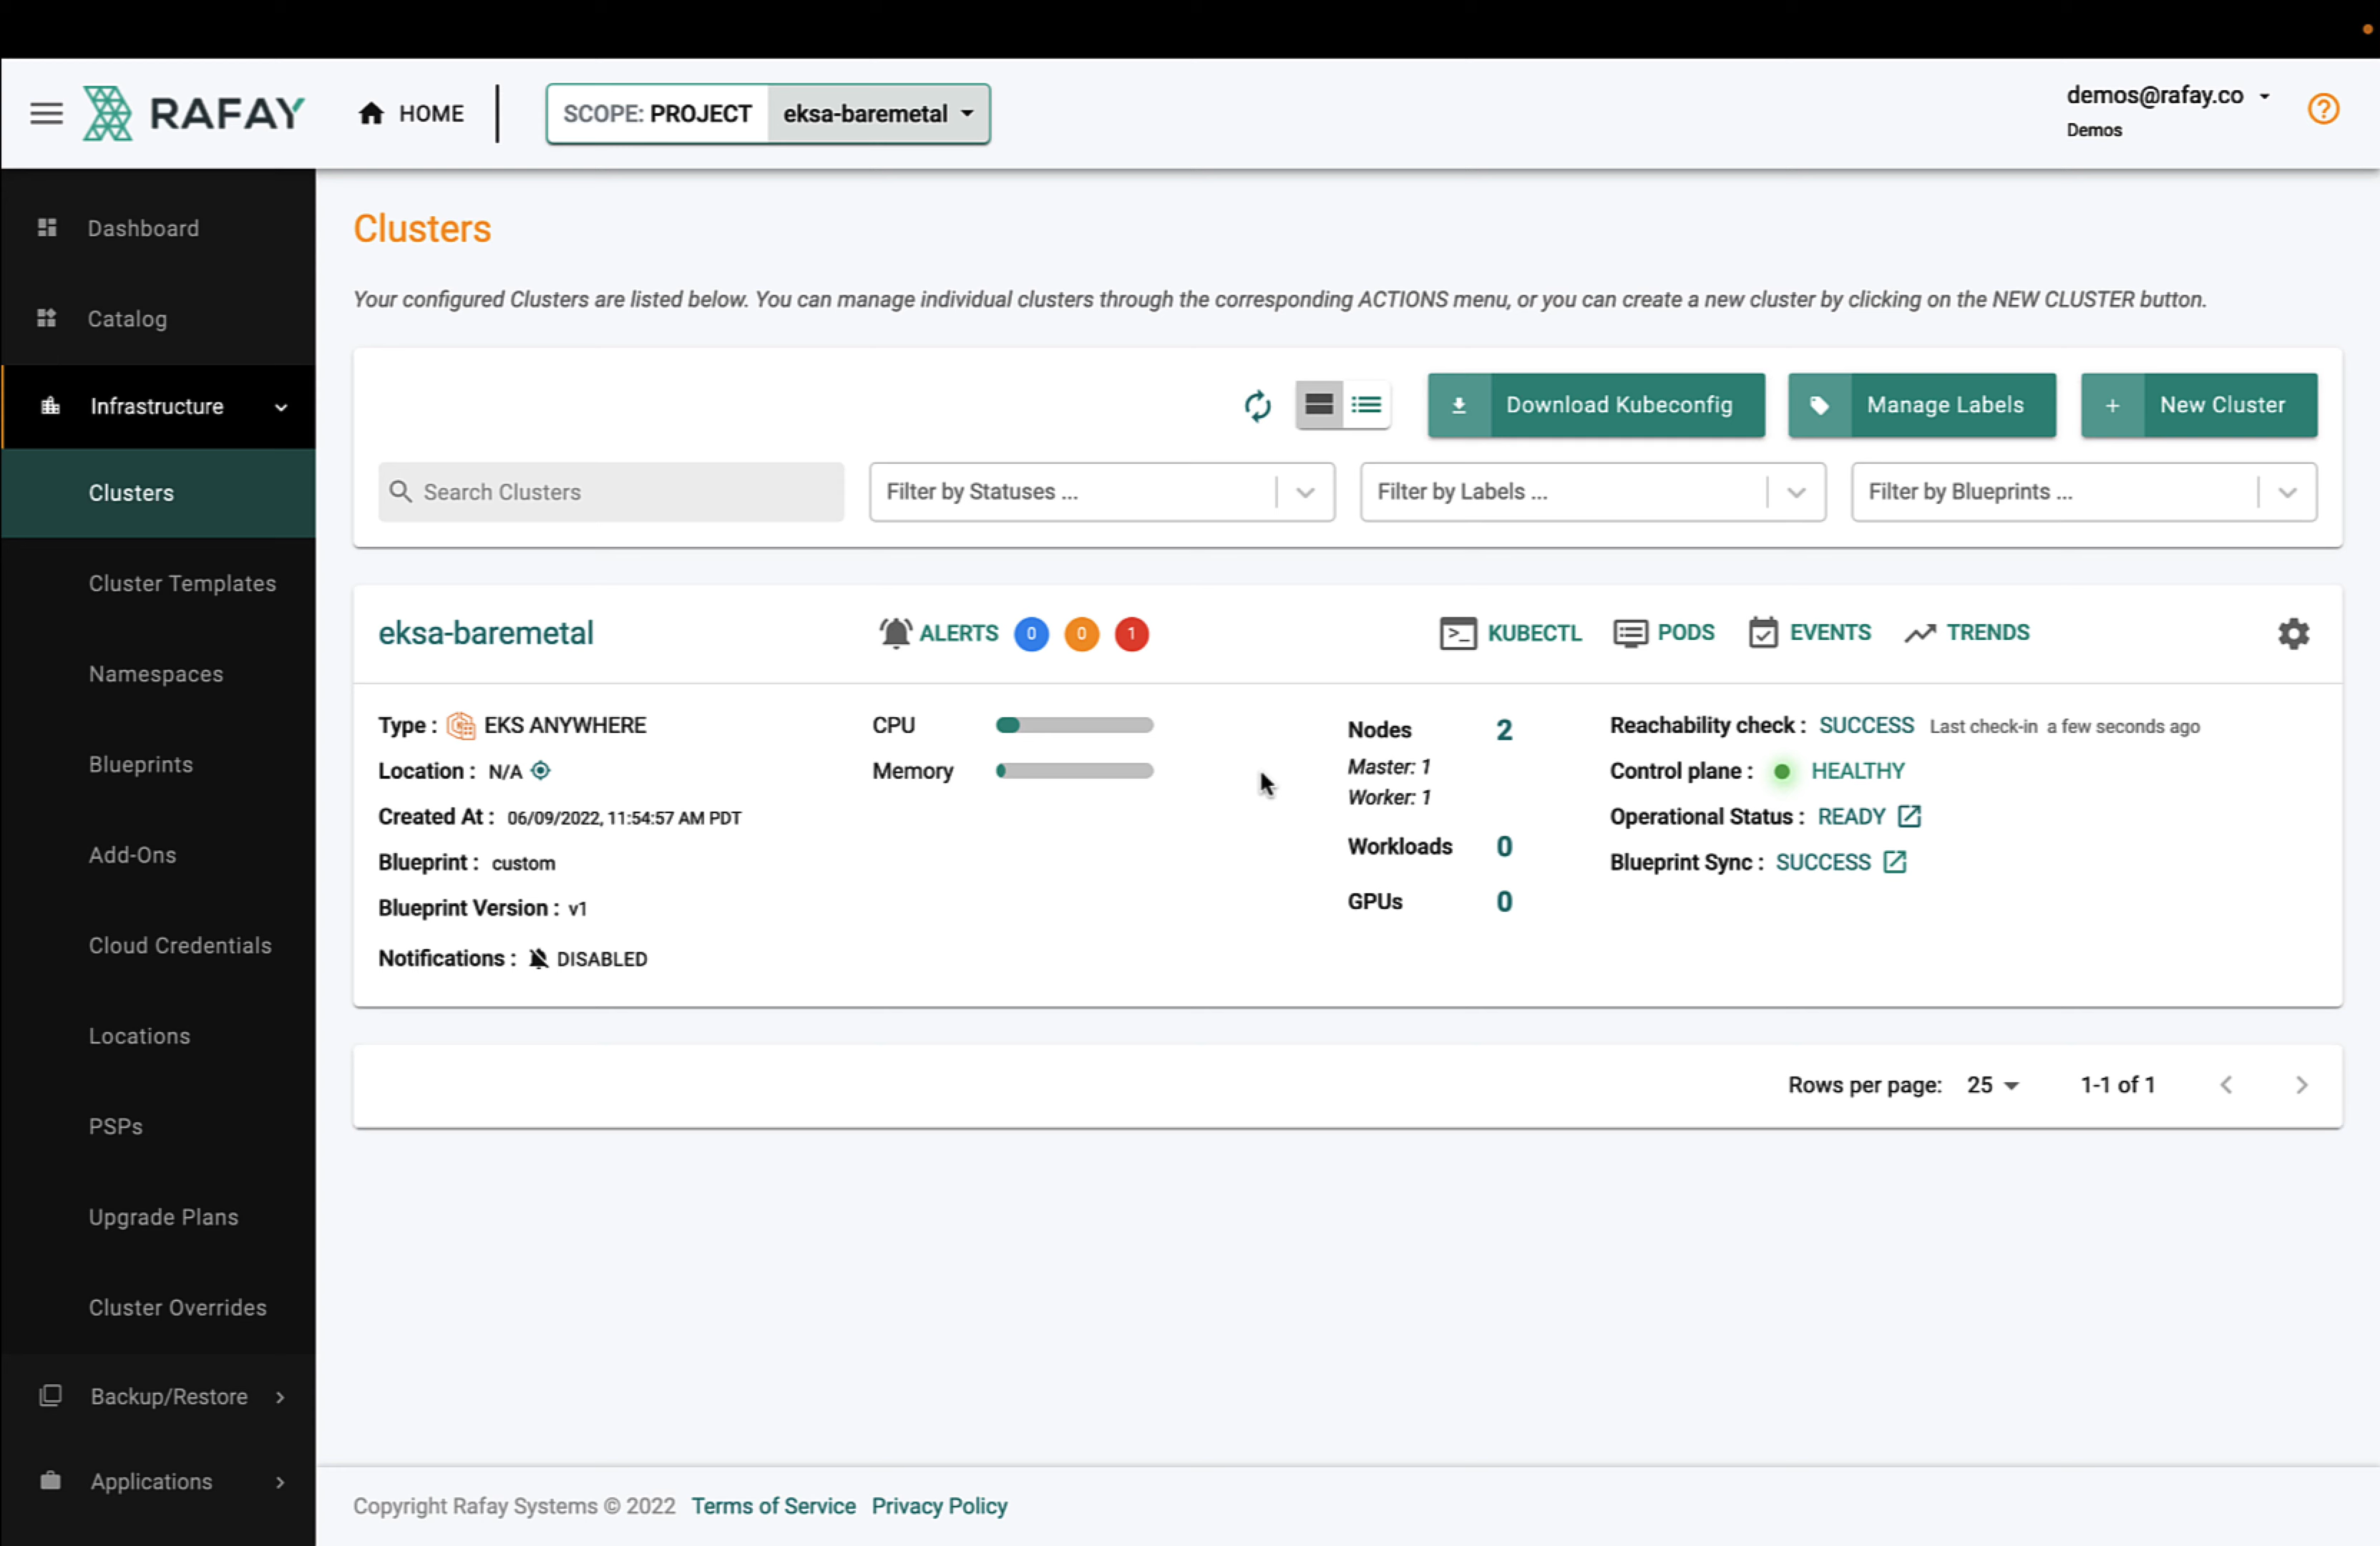 RAFAY
HOME
SCOPE: PROJECT eksa-baremetal
demos@rafay.co
Demos
Dashboard
Catalog
Infrastructure
Clusters
Cluster Templates
Namespaces
Blueprints
Add-Ons
Cloud Credentials
Locations
PSPs
Upgrade Plans
Cluster Overrides
Backup/Restore
Applications
Clusters
Your configured Clusters are listed below. You can manage individual clusters through the corresponding ACTIONS menu, or you can create a new cluster by clicking on the NEW CLUSTER button.
Download Kubeconfig
Manage Labels
+ New Cluster
Search Clusters
Filter by Statuses ...
Filter by Labels ...
Filter by Blueprints ...
eksa-baremetal
ALERTS 0 0 1
KUBECTL
PODS
EVENTS
TRENDS
Type : EKS ANYWHERE
Location : N/A
Created At : 06/09/2022, 11:54:57 AM PDT
Blueprint : custom
Blueprint Version : v1
Notifications : DISABLED
CPU
Memory
Nodes 2
Master: 1
Worker: 1
Workloads 0
GPUs 0
Reachability check : SUCCESS Last check-in a few seconds ago
Control plane : HEALTHY
Operational Status : READY
Blueprint Sync : SUCCESS
Rows per page: 25 1-1 of 1
Copyright Rafay Systems © 2022 Terms of Service Privacy Policy